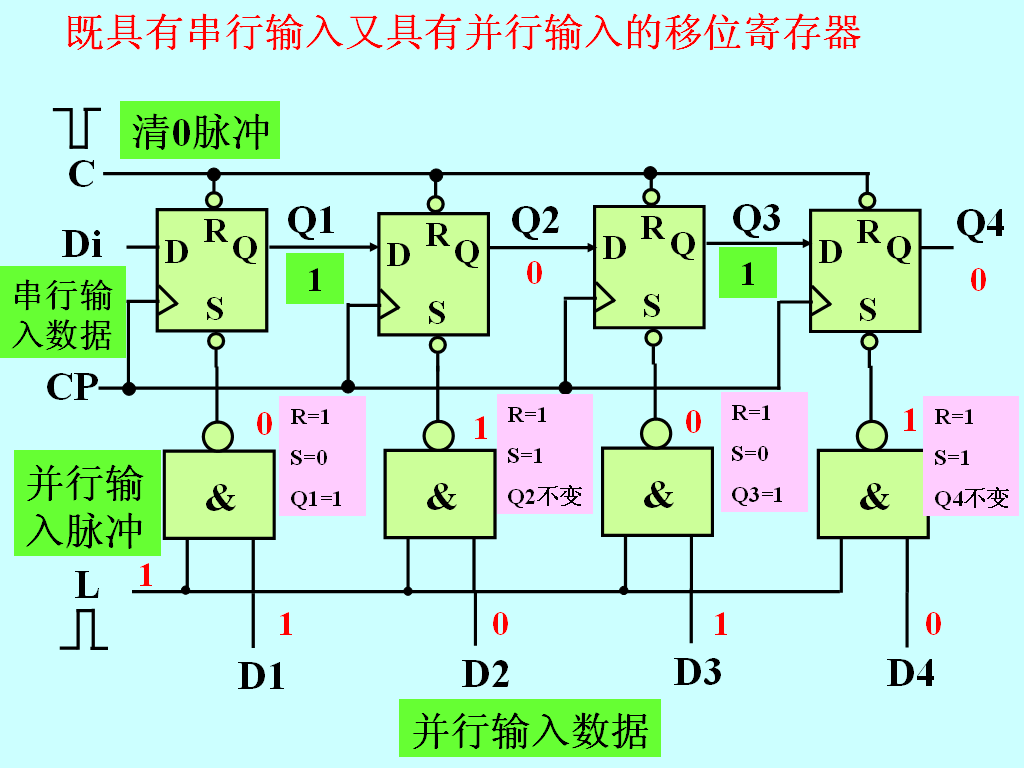 既具有串行输入又具有并行输入的移位寄存器
清0脉冲
C
Di
D
R
Q
S
Q1
1
D
R
Q
S
Q2
0
D
R
Q
S
Q3
1
D
R
Q
S
Q4
0
串行输
入数据
CP
0
R=1
S=0
Q1=1
1
R=1
S=1
Q2不变
0
R=1
S=0
Q3=1
1
R=1
S=1
Q4不变
并行输
入脉冲
&
&
&
&
L
1
1
0
1
0
D1
D2
D3
D4
并行输入数据